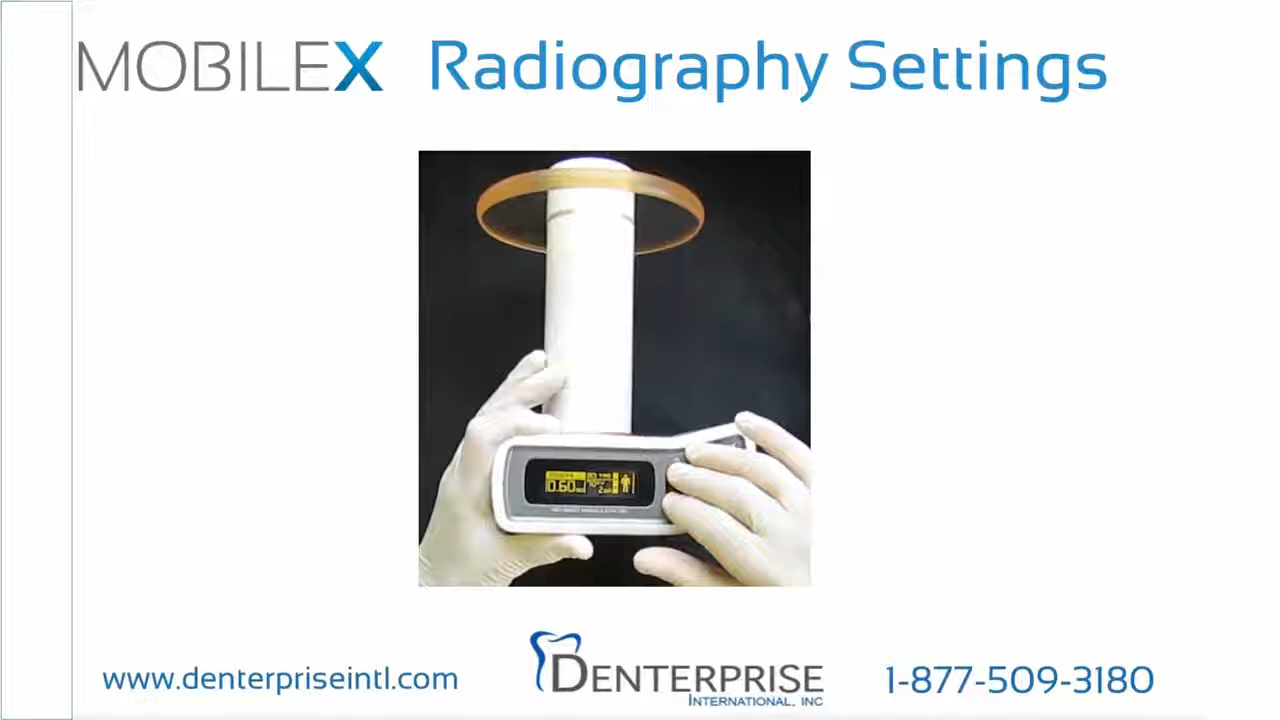 MOBILEX Radiography Settings
0.60
www.denterpriseintl.com
DENTERPRISE
INTERNATIONAL, INC
1-877-509-3180